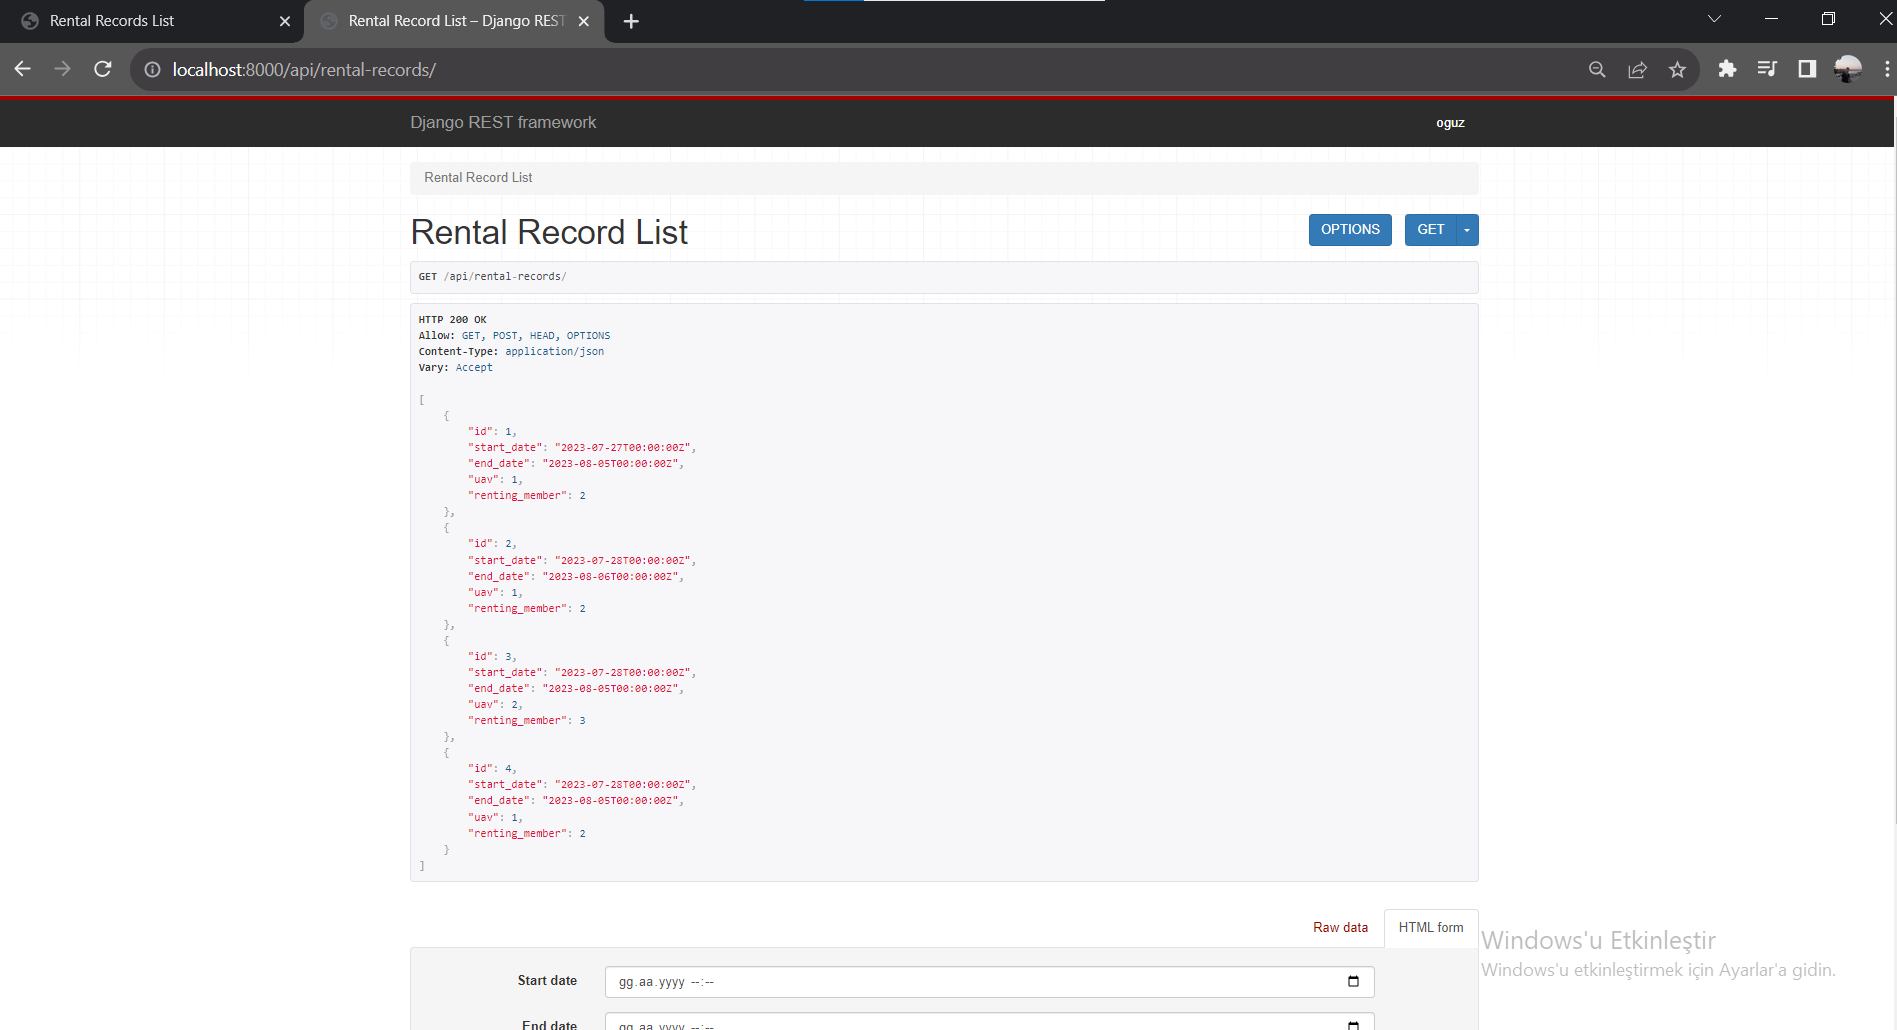 Rental Records List
Rental Record List – Django REST
localhost:8000/api/rental-records/
Django REST framework
oguz
Rental Record List
Rental Record List
OPTIONS
GET
GET /api/rental-records/
HTTP 200 OK
Allow: GET, POST, HEAD, OPTIONS
Content-Type: application/json
Vary: Accept
[
{
"id": 1,
"start_date": "2023-07-27T00:00:00Z",
"end_date": "2023-08-05T00:00:00Z",
"uav": 1,
"renting_member": 2
},
{
"id": 2,
"start_date": "2023-07-28T00:00:00Z",
"end_date": "2023-08-06T00:00:00Z",
"uav": 1,
"renting_member": 2
},
{
"id": 3,
"start_date": "2023-07-28T00:00:00Z",
"end_date": "2023-08-05T00:00:00Z",
"uav": 2,
"renting_member": 3
},
{
"id": 4,
"start_date": "2023-07-28T00:00:00Z",
"end_date": "2023-08-05T00:00:00Z",
"uav": 1,
"renting_member": 2
}
]
Raw data
HTML form
Windows'u Etkinleştir
Windows'u etkinleştirmek için Ayarlar'a gidin.
Start date
gg.aa.yyyy --:--
End date
gg.aa.yyyy --:--